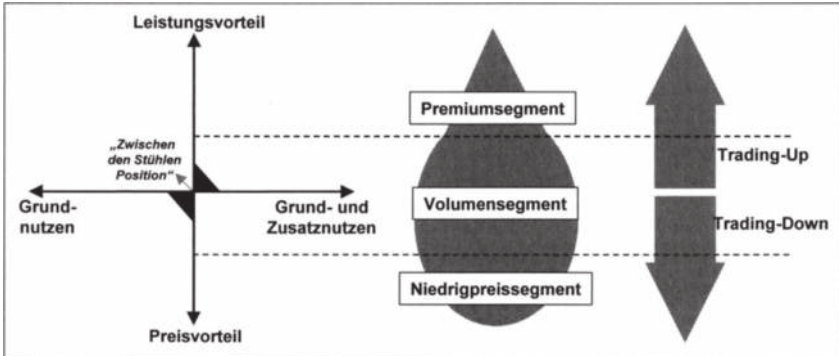 Leistungsvorteil
„Zwischen
den Stühlen
Position“
Grund-
nutzen
Grund- und
Zusatznutzen
Preisvorteil
Premiumsegment
Volumensegment
Niedrigpreissegment
Trading-Up
Trading-Down